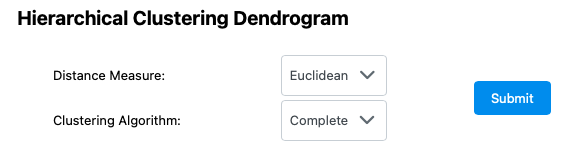 Hierarchical Clustering Dendrogram
Distance Measure: Euclidean
Clustering Algorithm: Complete
Submit